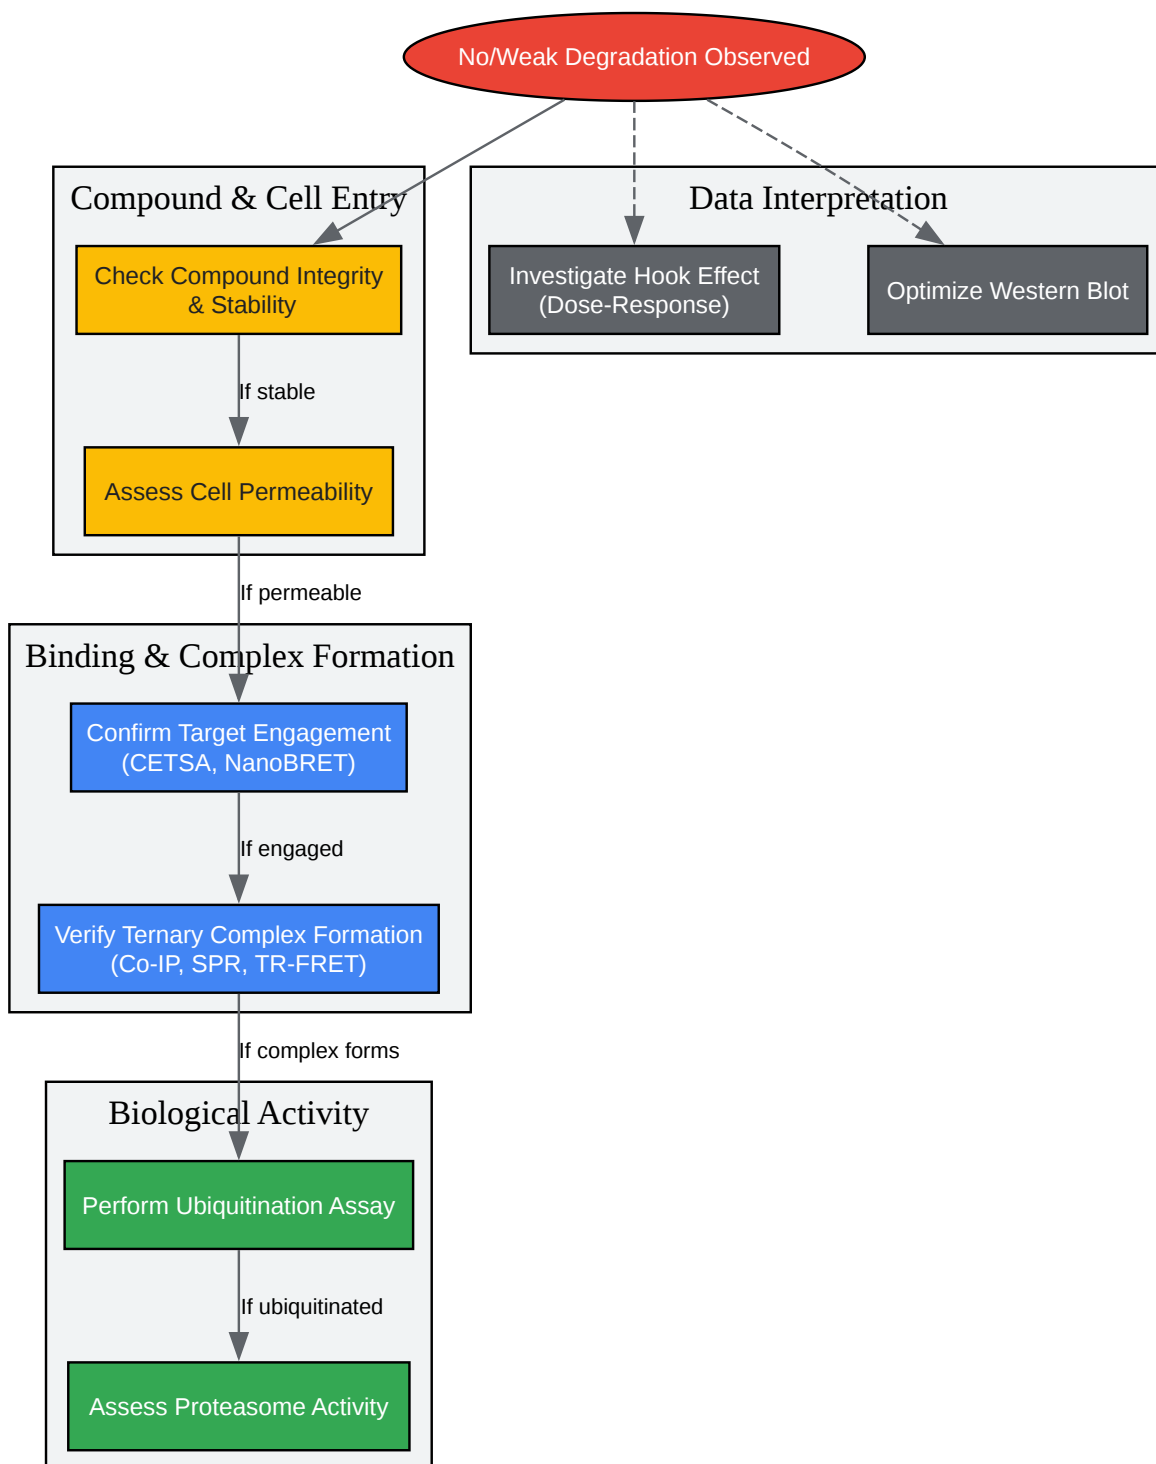 No/Weak Degradation Observed
Compound & Cell Entry
Data Interpretation
Check Compound Integrity
& Stability
Investigate Hook Effect
(Dose-Response)
Optimize Western Blot
If stable
Assess Cell Permeability
If permeable
Binding & Complex Formation
Confirm Target Engagement
(CETSA, NanoBRET)
If engaged
Verify Ternary Complex Formation
(Co-IP, SPR, TR-FRET)
If complex forms
Biological Activity
Perform Ubiquitination Assay
If ubiquitinated
Assess Proteasome Activity